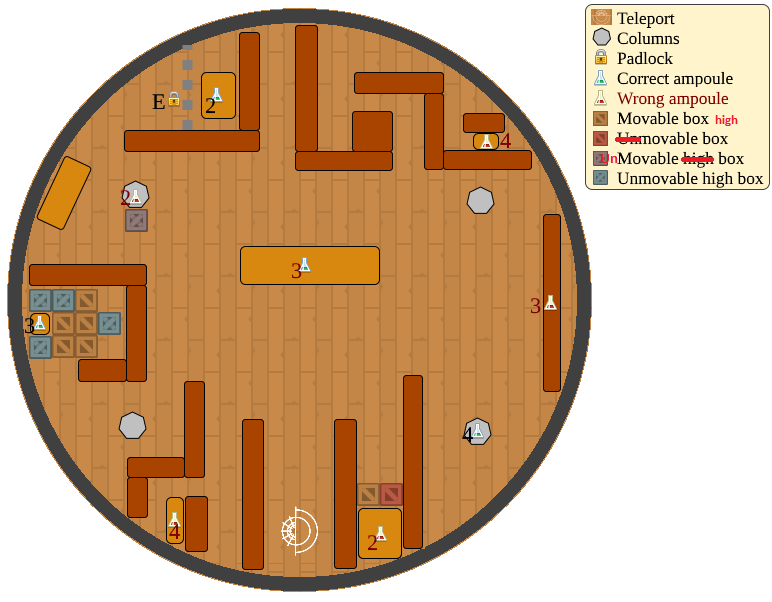 Teleport
Columns
Padlock
Correct ampoule
Wrong ampoule
Movable box high
Unmovable box
UnMovable high box
Unmovable high box
E
2
4
2
3
3
3
4
4
2